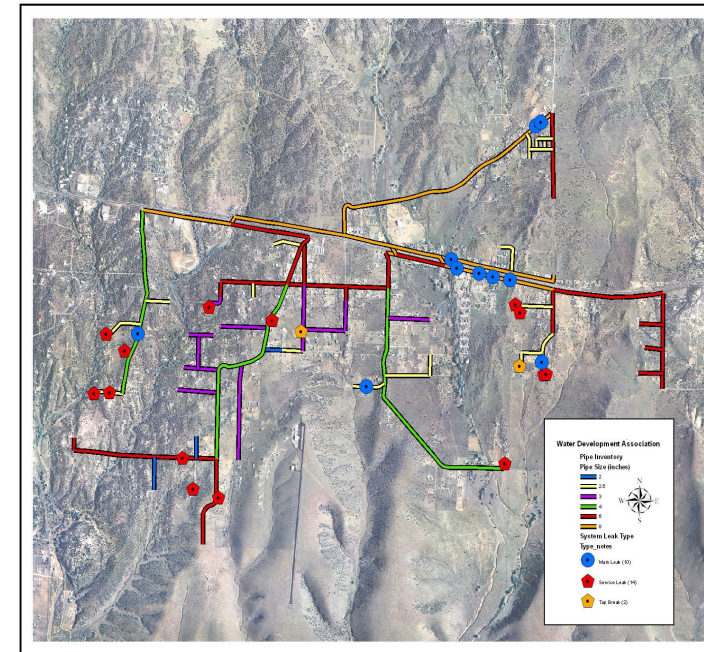 Water Development Association
Pipe Inventory
Pipe Size (inches)
2
2.5
3
4
6
8
N
W E
S
System Leak Type
Type_notes
Main Leak (10)
Service Leak (14)
Tap Break (2)